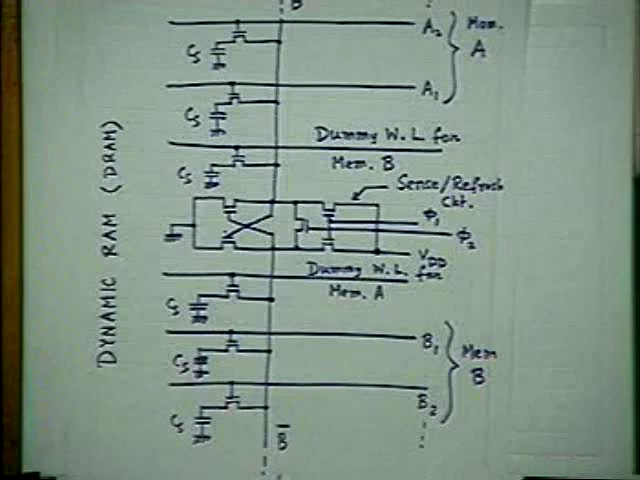 B
A2
Mem.
A
Cs
A1
Cs
Dummy W.L for
Mem. B
Cs
Sense/Refresh
Ckt.
Φ1
Φ2
VDD
Dummy W.L. for
Mem. A
Cs
B1
Mem
B
Cs
B2
Cs
B̅
DYNAMIC RAM (DRAM)